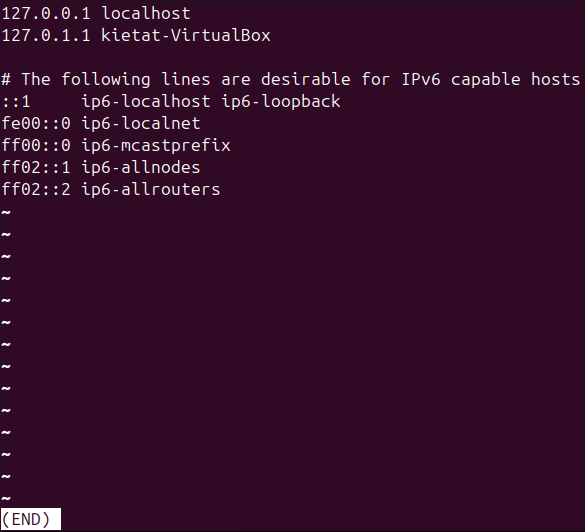 127.0.0.1 localhost
127.0.1.1 kietat-VirtualBox

# The following lines are desirable for IPv6 capable hosts
::1     ip6-localhost ip6-loopback
fe00::0 ip6-localnet
ff00::0 ip6-mcastprefix
ff02::1 ip6-allnodes
ff02::2 ip6-allrouters
~
~
~
~
~
~
~
~
~
~
~
~
~
~
(END)